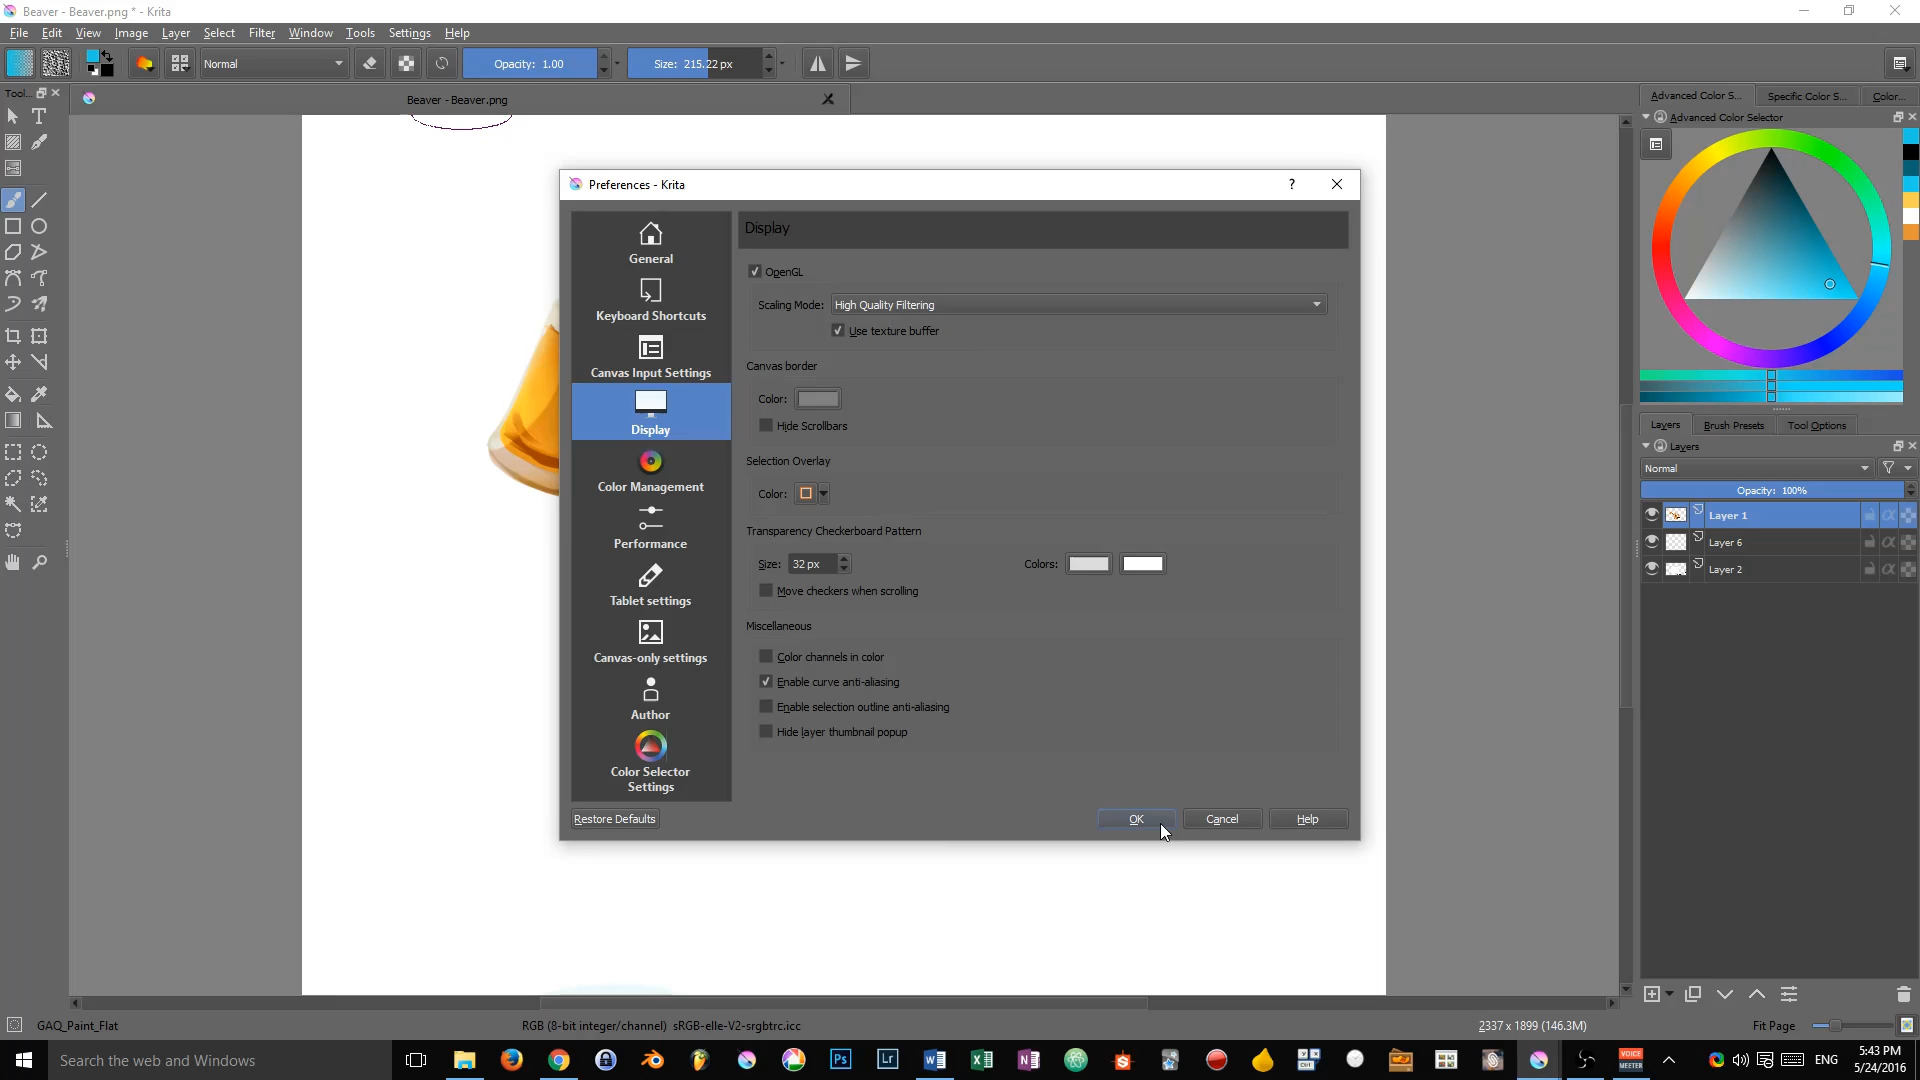 Beaver - Beaver.png * - Krita
File Edit View Image Layer Select Filter Window Tools Settings Help
Normal
Opacity: 1.00
Size: 215.22 px
Tool...
Beaver - Beaver.png
Advanced Color S...
Specific Color S...
Color...
Advanced Color Selector
Preferences - Krita
General
Keyboard Shortcuts
Canvas Input Settings
Display
Color Management
Performance
Tablet settings
Canvas-only settings
Author
Color Selector
Settings
Display
OpenGL
Scaling Mode: High Quality Filtering
Use texture buffer
Canvas border
Color:
Hide Scrollbars
Selection Overlay
Color:
Transparency Checkerboard Pattern
Size: 32 px
Colors:
Move checkers when scrolling
Miscellaneous
Color channels in color
Enable curve anti-aliasing
Enable selection outline anti-aliasing
Hide layer thumbnail popup
Restore Defaults
OK
Cancel
Help
Layers
Brush Presets
Tool Options
Layers
Normal
Opacity: 100%
Layer 1
Layer 6
Layer 2
GAQ_Paint_Flat
RGB (8-bit integer/channel) sRGB-elle-V2-srgbtrc.icc
2337 x 1899 (146.3M)
Fit Page
Search the web and Windows
Ps
Lr
VOICE
MEETER
ENG
5:43 PM
5/24/2016